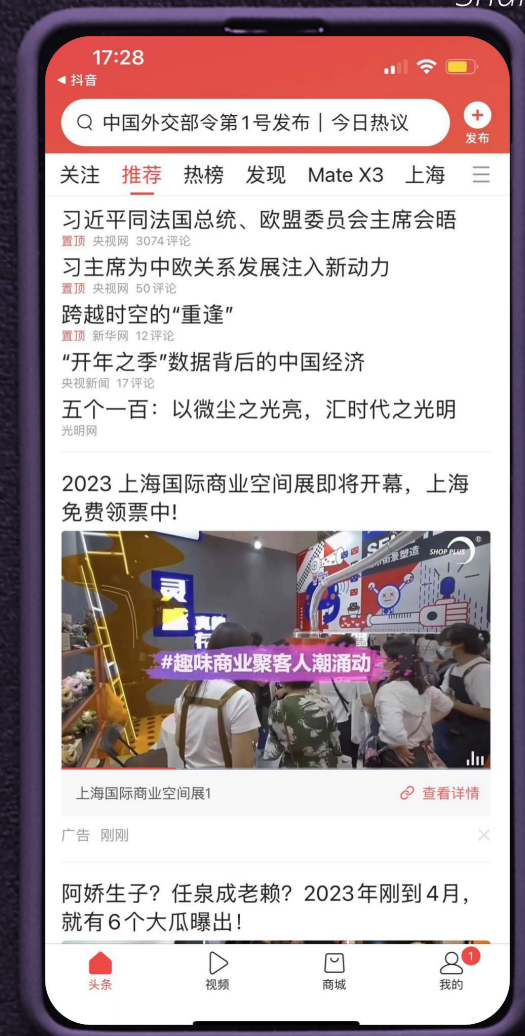 17:28
◀ 抖音
中国外交部令第1号发布｜今日热议
发布
关注 推荐 热榜 发现 Mate X3 上海
习近平同法国总统、欧盟委员会主席会晤
置顶 央视网 3074评论
习主席为中欧关系发展注入新动力
置顶 央视网 50评论
跨越时空的“重逢”
置顶 新华网 12评论
“开年之季”数据背后的中国经济
央视新闻 17评论
五个一百：以微尘之光亮，汇时代之光明
光明网
2023 上海国际商业空间展即将开幕，上海
免费领票中!
SHOP PLUS®
灵
#趣味商业聚客人潮涌动
上海国际商业空间展1
查看详情
广告 刚刚
阿娇生子？任泉成老赖？2023年刚到4月，
就有6个大瓜曝出!
1
头条 视频 商城 我的